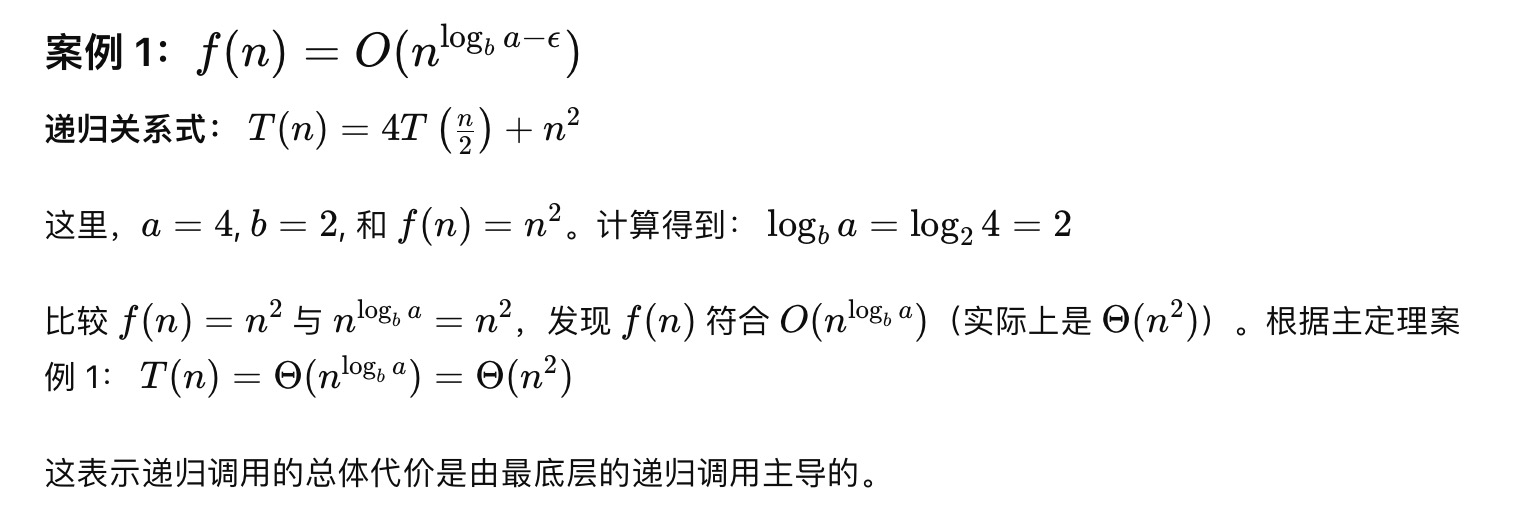 案例 1： $f(n) = O(n^{\log_b a - \epsilon})$
递归关系式： $T(n) = 4T\left(\frac{n}{2}\right) + n^2$
这里，$a = 4$, $b = 2$, 和 $f(n) = n^2$。计算得到： $\log_b a = \log_2 4 = 2$
比较 $f(n) = n^2$ 与 $n^{\log_b a} = n^2$，发现 $f(n)$ 符合 $O(n^{\log_b a})$（实际上是 $\Theta(n^2)$）。根据主定理案
例 1： $T(n) = \Theta(n^{\log_b a}) = \Theta(n^2)$
这表示递归调用的总体代价是由最底层的递归调用主导的。